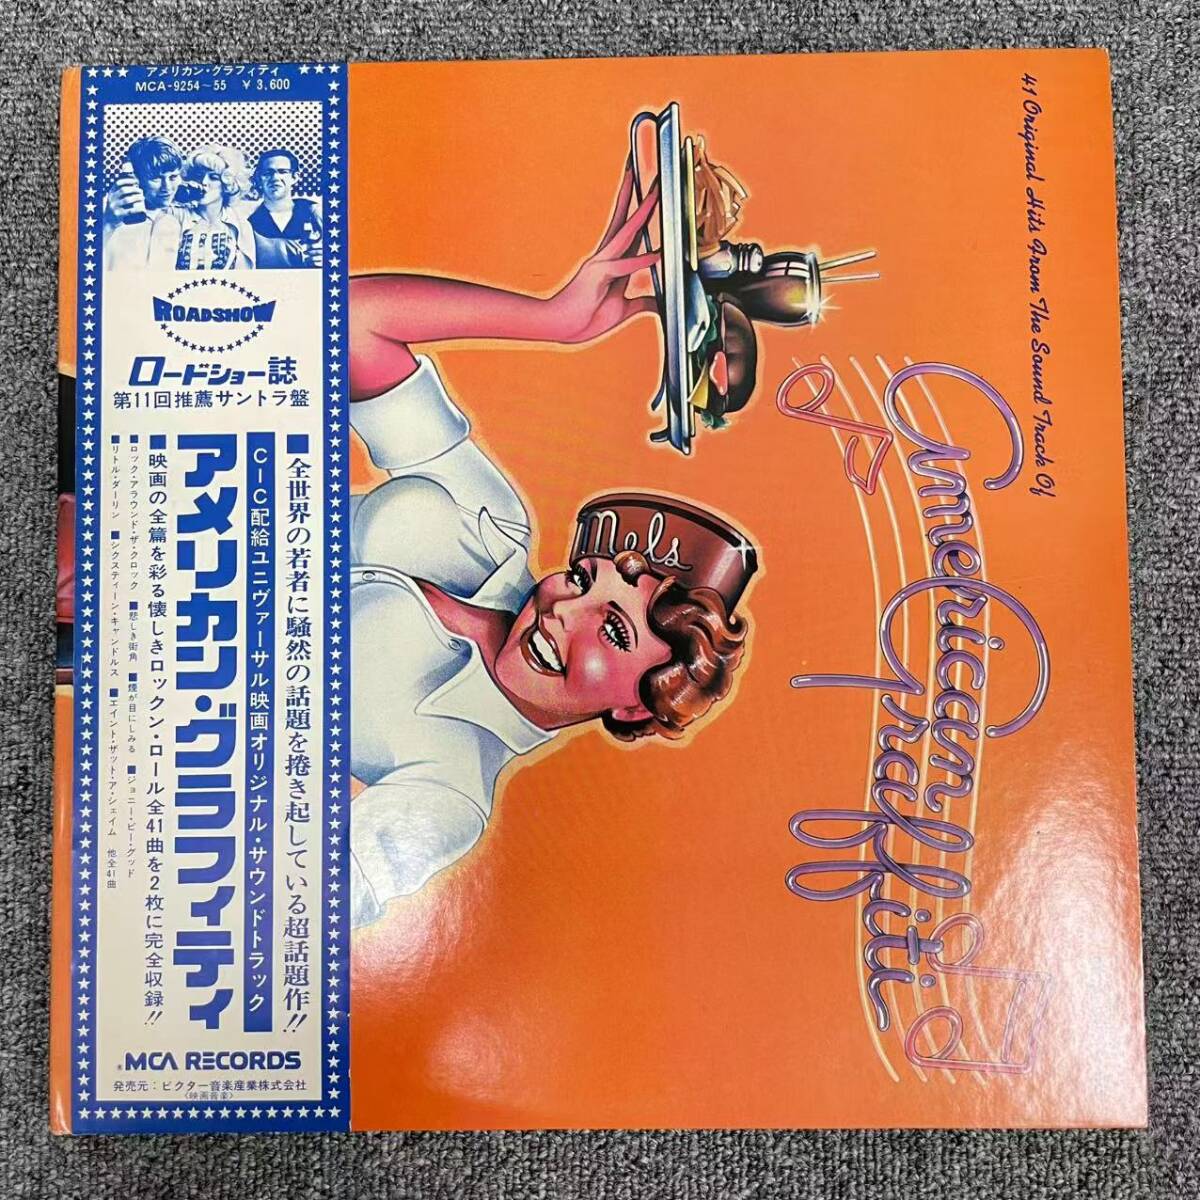 アメリカン・グラフィティ
MCA-9254~55 ¥3,600
ROADSHOW
ロードショー誌
第11回推薦サントラ盤
■全世界の若者に騒然の話題を捲き起している超話題作!!
CIC配給ユニヴァーサル映画オリジナル・サウンドトラック
アメリカン・グラフィティ
■映画の全篇を彩る懐しきロックン・ロール全41曲を2枚に完全収録!!
■ロック・アラウンド・ザ・クロック ■悲しき街角 ■煙が目にしみる ■ジョニー・ビー・グッド
■リトル・ダーリン ■シクスティーン・キャンドルス ■エイント・ザット・ア・シェイム 他全41曲
®MCA RECORDS
発売元:ビクター音楽産業株式会社
〈映画音楽〉
41 Original Hits From The Sound Track Of
American
Graffiti
Mels